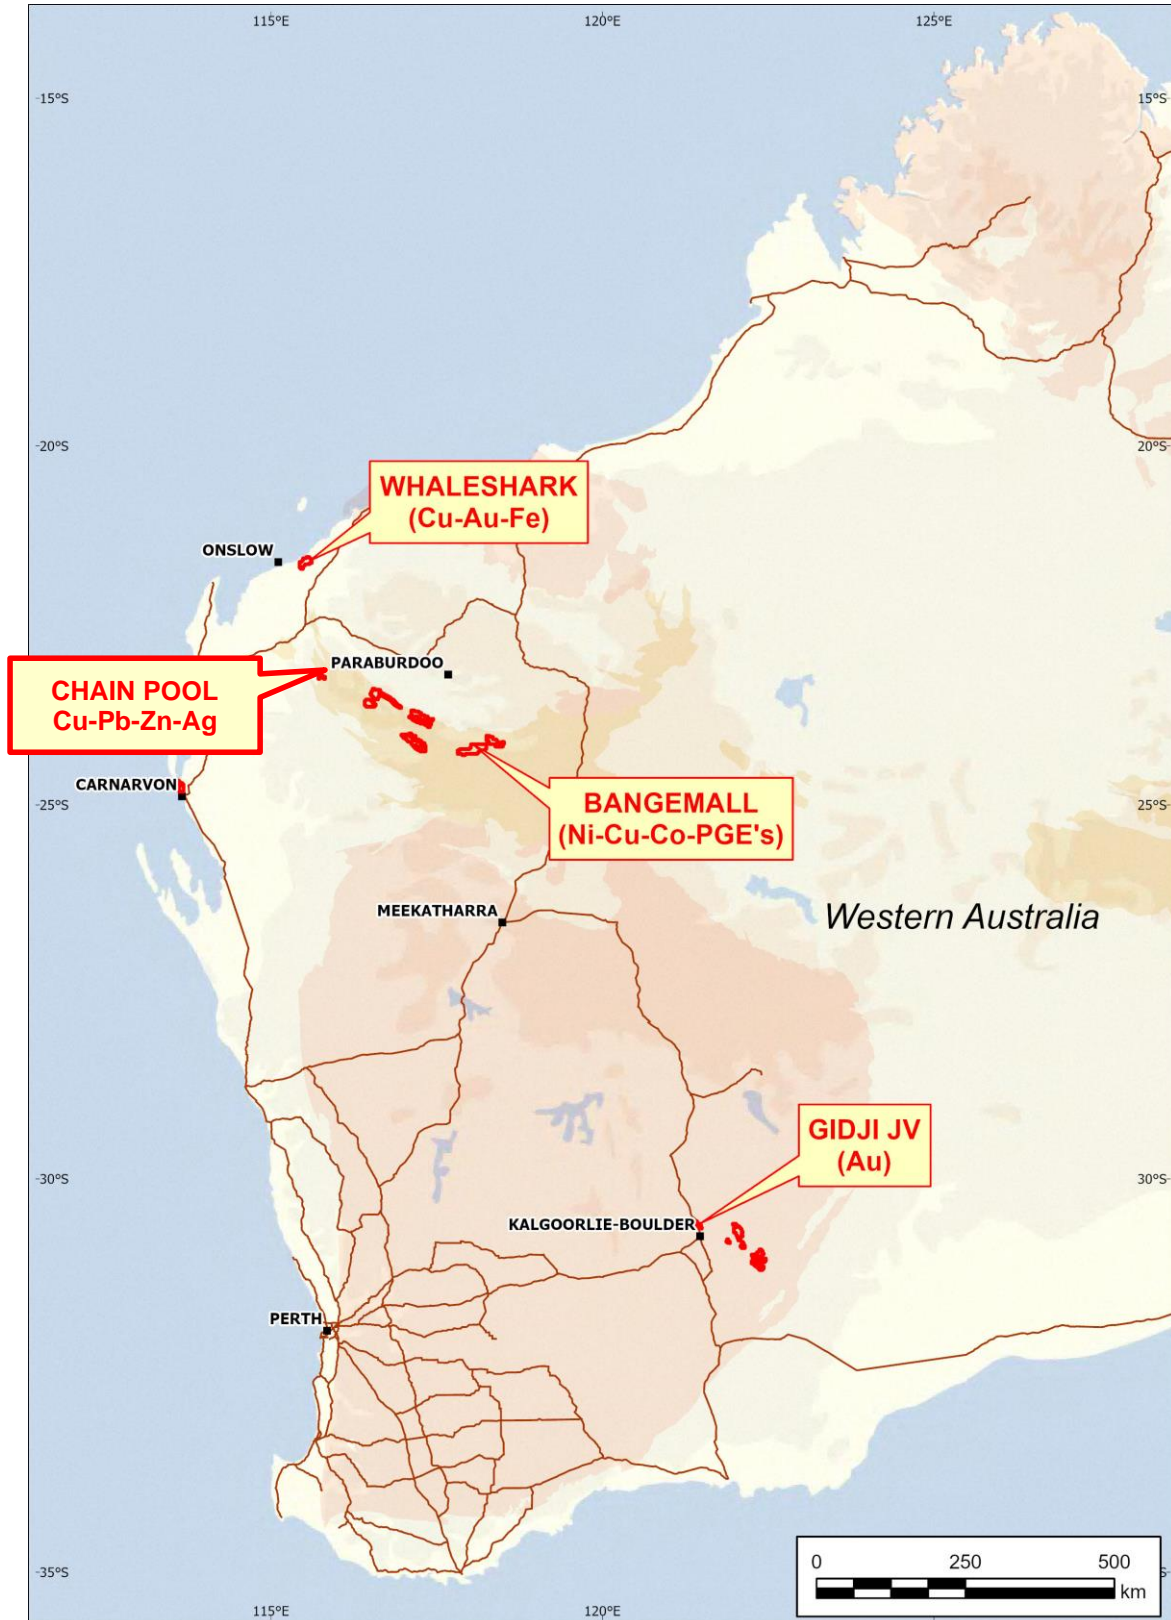 115°E
120°E
125°E
15°S
15°S
20°S
20°S
WHALESHARK
(Cu-Au-Fe)
ONSLOW
PARABURDOO
CHAIN POOL
Cu-Pb-Zn-Ag
CARNARVON
25°S
25°S
BANGEMALL
(Ni-Cu-Co-PGE's)
MEEKATHARRA
Western Australia
GIDJI JV
(Au)
30°S
30°S
KALGOORLIE-BOULDER
PERTH
0 250 500
km
35°S
35°S
115°E
120°E